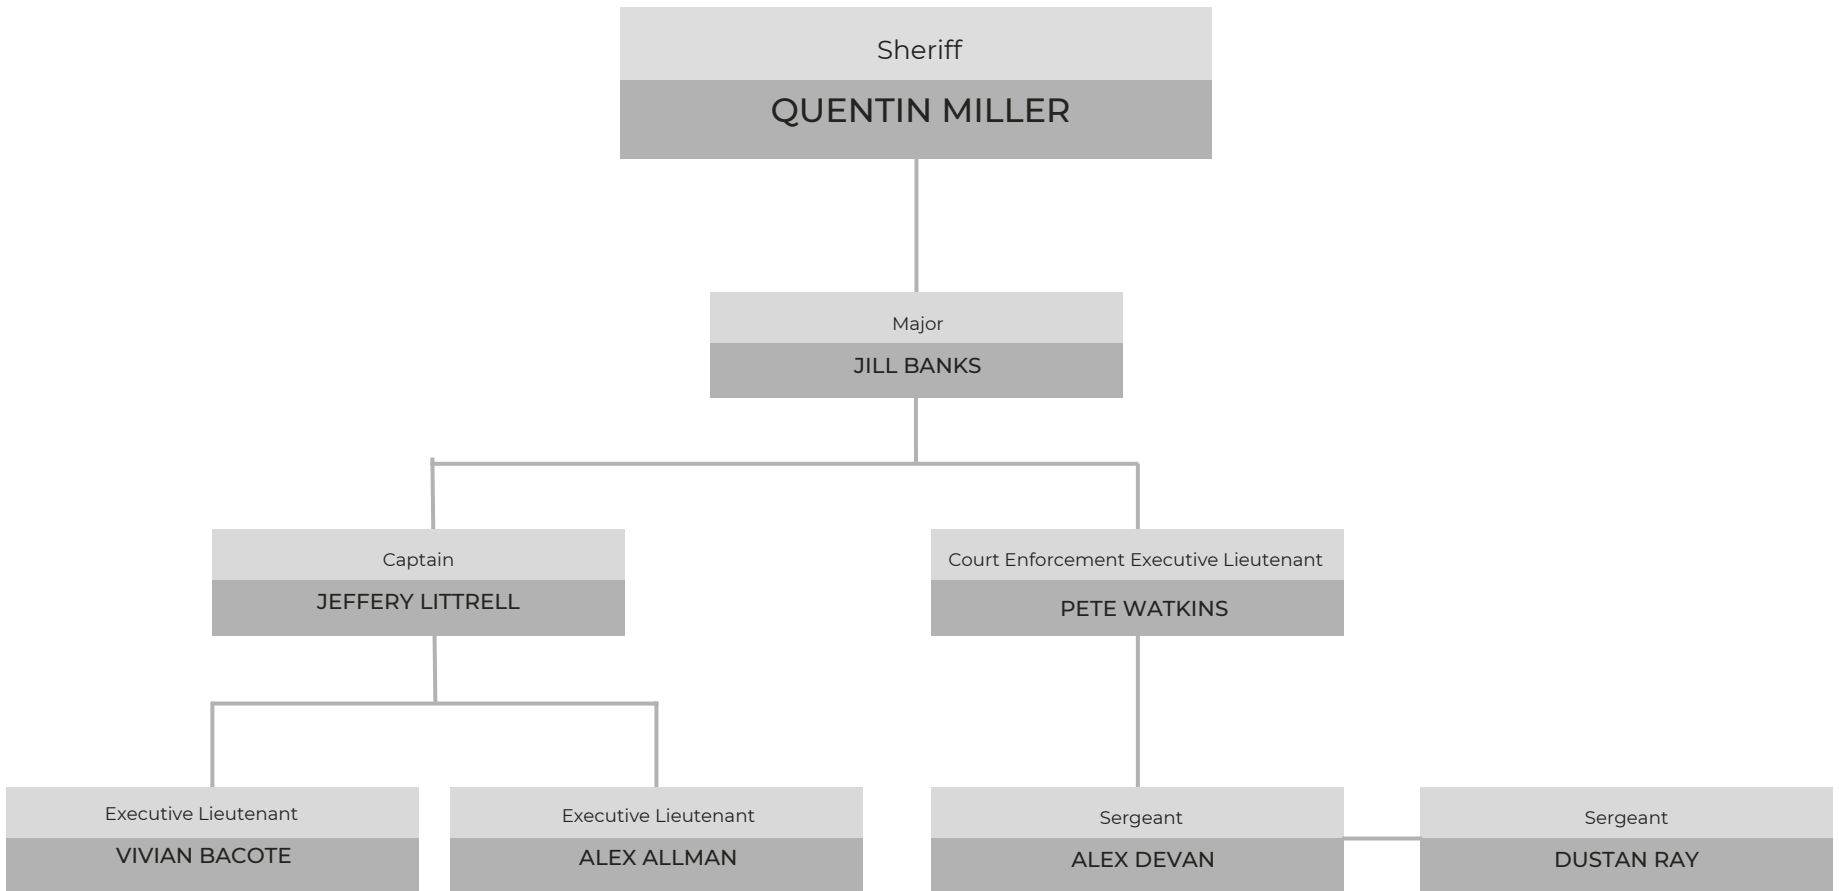 Sheriff
QUENTIN MILLER
Major
JILL BANKS
Captain
JEFFERY LITTRELL
Court Enforcement Executive Lieutenant
PETE WATKINS
Executive Lieutenant
VIVIAN BACOTE
Executive Lieutenant
ALEX ALLMAN
Sergeant
ALEX DEVAN
Sergeant
DUSTAN RAY